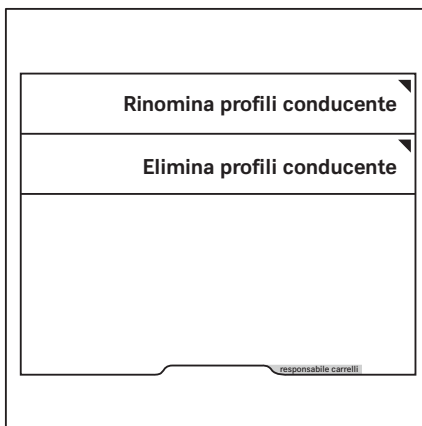 Rinomina profili conducente
Elimina profili conducente
responsabile carrelli